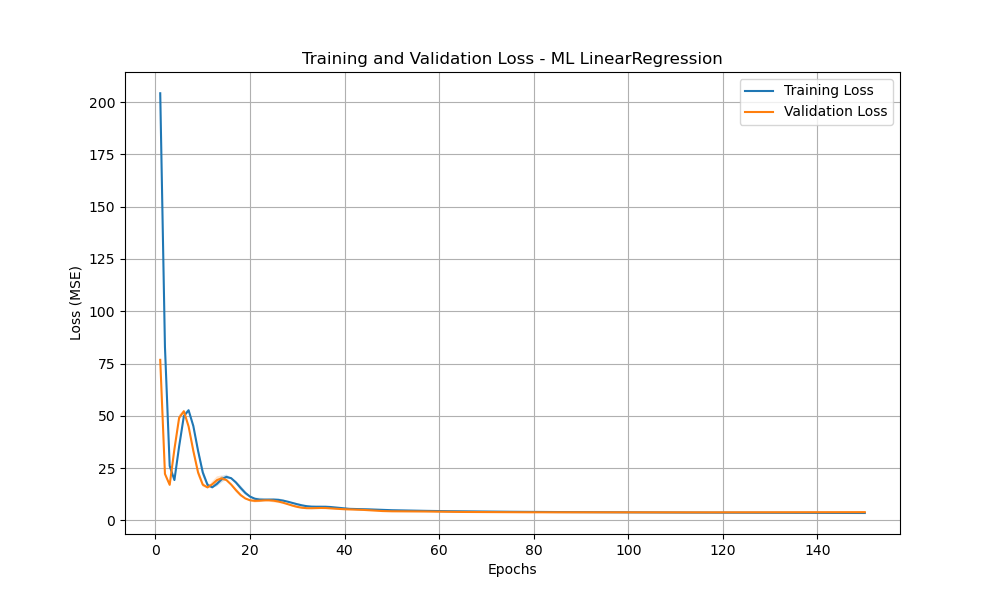 Training and Validation Loss - ML LinearRegression
Training Loss
Validation Loss
Loss (MSE)
200
175
150
125
100
75
50
25
0
0 20 40 60 80 100 120 140
Epochs